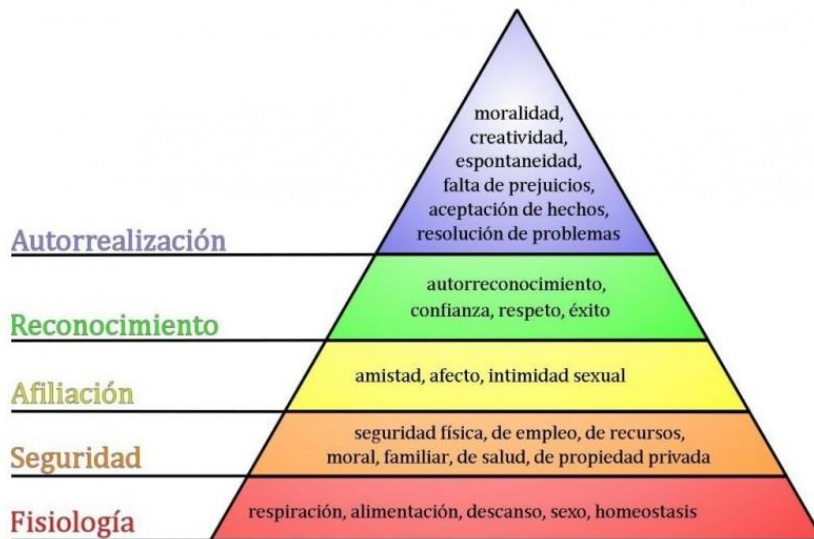 moralidad,
creatividad,
espontaneidad,
falta de prejuicios,
aceptación de hechos,
resolución de problemas
Autorrealización
autorreconocimiento,
confianza, respeto, éxito
Reconocimiento
amistad, afecto, intimidad sexual
Afiliación
seguridad física, de empleo, de recursos,
moral, familiar, de salud, de propiedad privada
Seguridad
respiración, alimentación, descanso, sexo, homeostasis
Fisiología